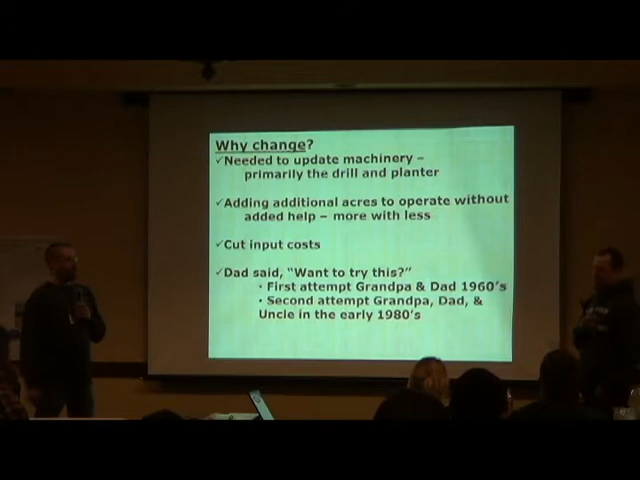 Why change?
✓Needed to update machinery –
primarily the drill and planter
✓Adding additional acres to operate without
added help – more with less
✓Cut input costs
✓Dad said, “Want to try this?”
• First attempt Grandpa & Dad 1960’s
• Second attempt Grandpa, Dad, &
Uncle in the early 1980’s